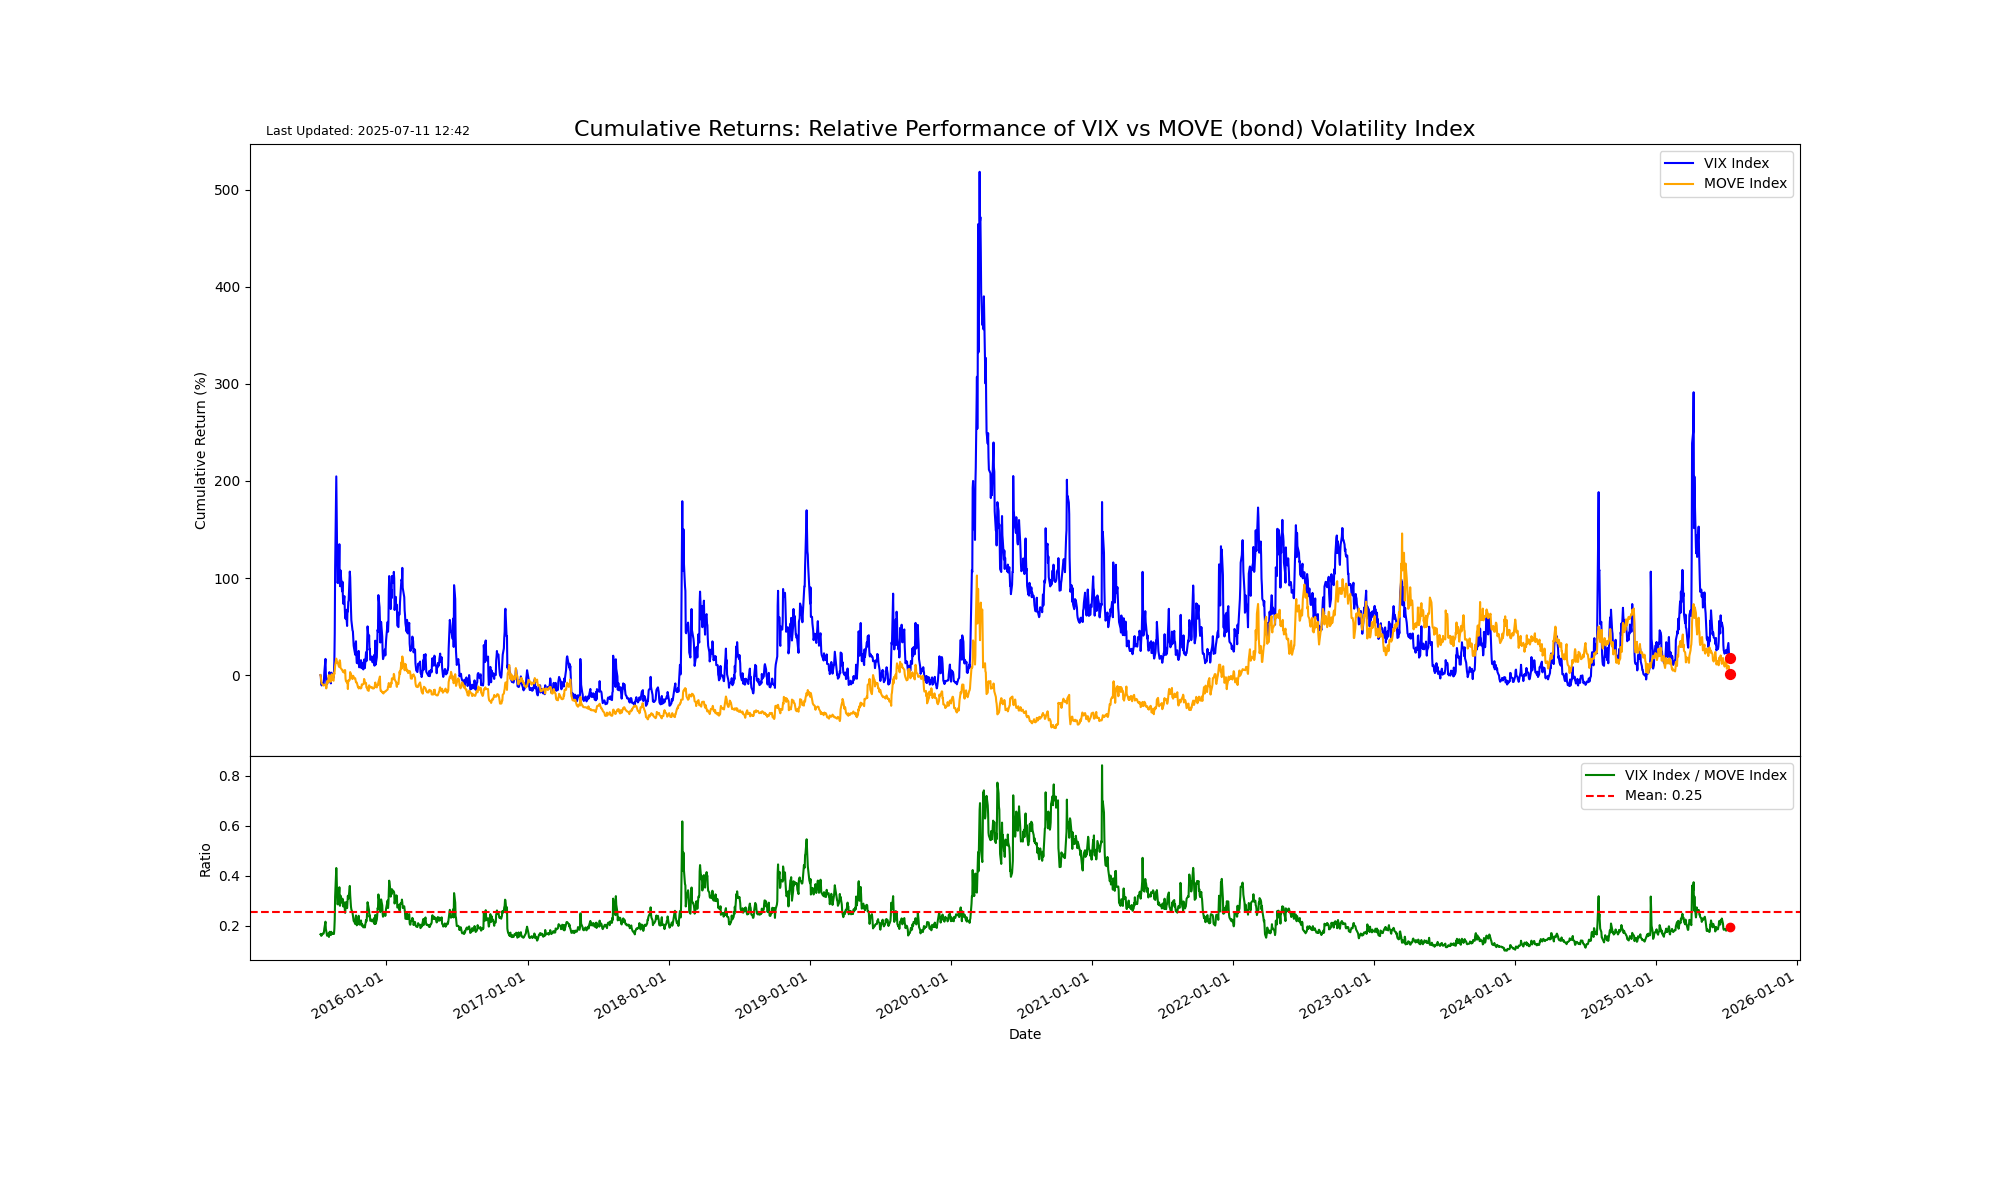 Last Updated: 2025-07-11 12:42
Cumulative Returns: Relative Performance of VIX vs MOVE (bond) Volatility Index
VIX Index
MOVE Index
500
400
300
200
100
0
Cumulative Return (%)
VIX Index / MOVE Index
Mean: 0.25
0.8
0.6
0.4
0.2
Ratio
2016-01-01
2017-01-01
2018-01-01
2019-01-01
2020-01-01
2021-01-01
2022-01-01
2023-01-01
2024-01-01
2025-01-01
2026-01-01
Date